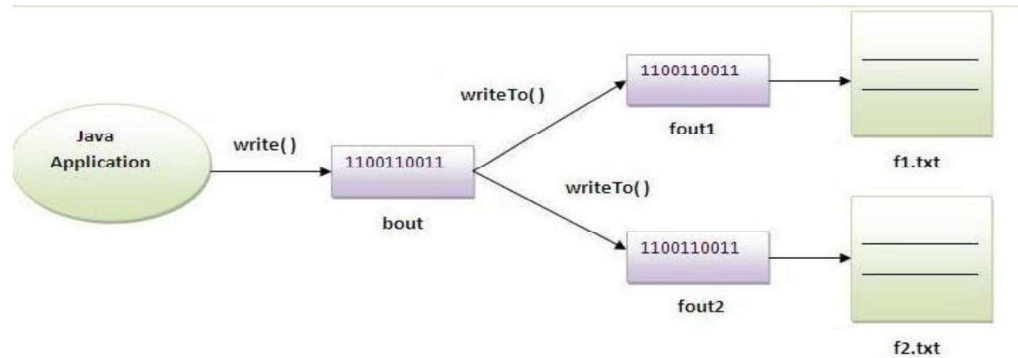 Java
Application
write()
1100110011
bout
writeTo()
1100110011
fout1
f1.txt
writeTo()
1100110011
fout2
f2.txt